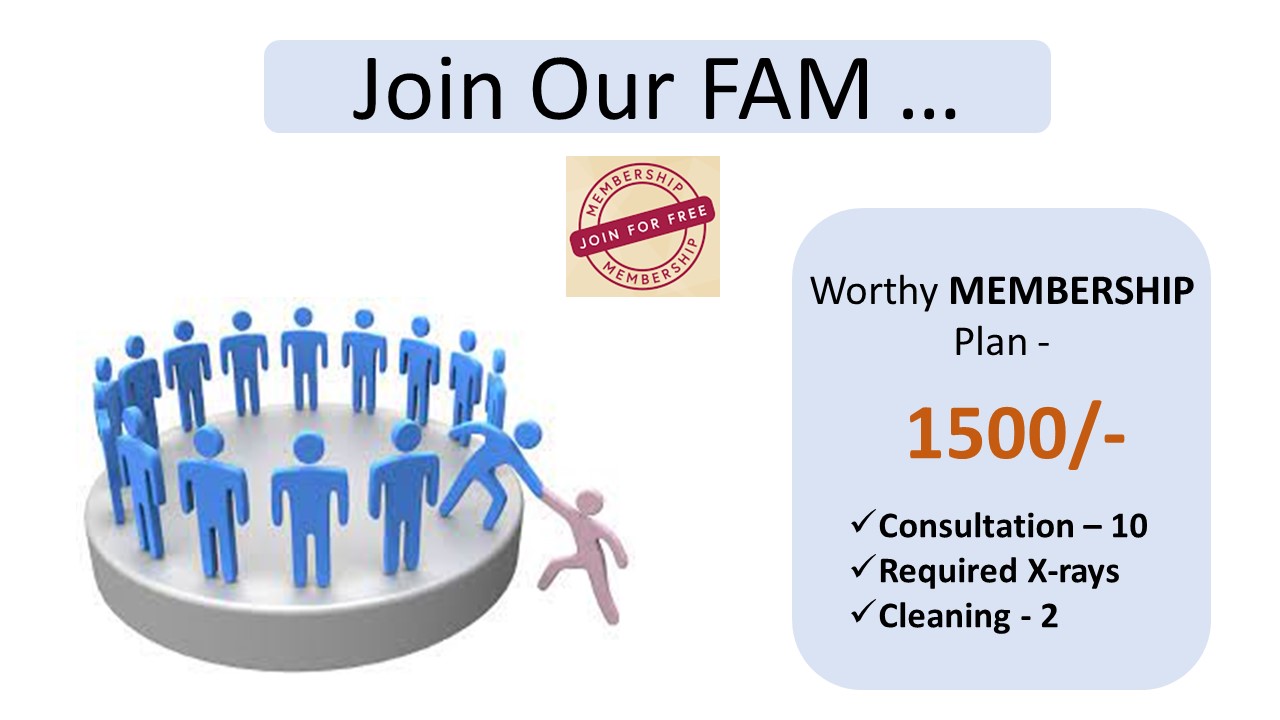 Join Our FAM ...
MEMBERSHIP
JOIN FOR FREE
MEMBERSHIP
Worthy MEMBERSHIP
Plan -
1500/-
✓Consultation – 10
✓Required X-rays
✓Cleaning - 2